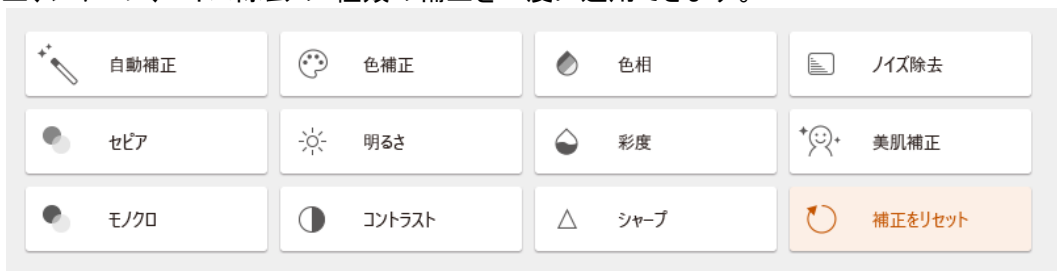 自動補正 色補正 色相 ノイズ除去
セピア 明るさ 彩度 美肌補正
モノクロ コントラスト シャープ 補正をリセット